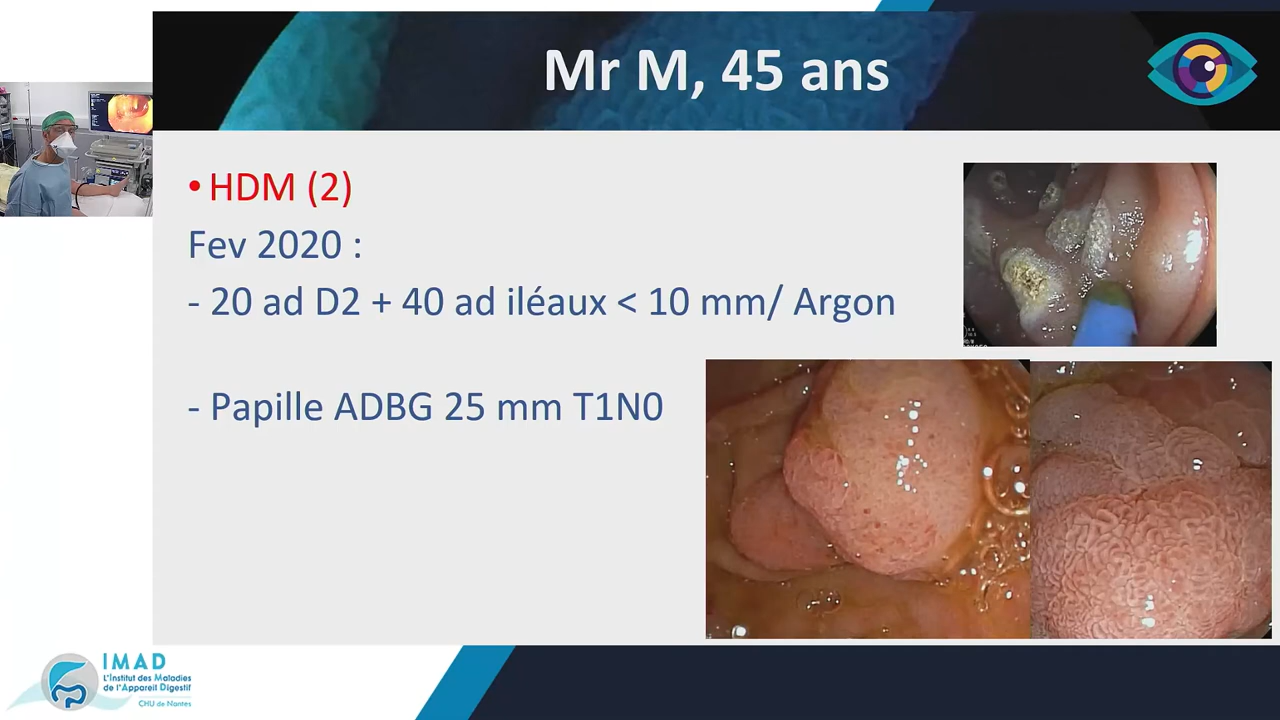 Mr M, 45 ans
• HDM (2)
Fev 2020 :
- 20 ad D2 + 40 ad iléaux < 10 mm/ Argon
- Papille ADBG 25 mm T1N0
IMAD
L'Institut des Maladies
de l'Appareil Digestif
CHU de Nantes